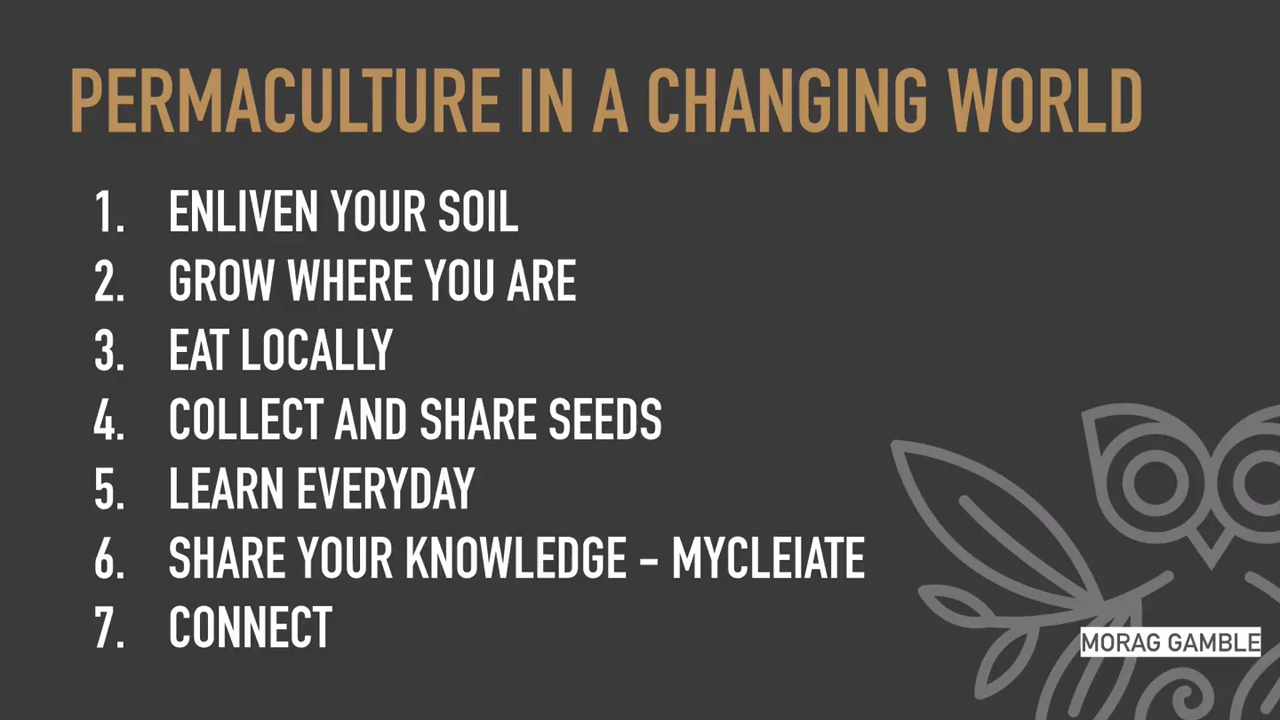 PERMACULTURE IN A CHANGING WORLD
1. ENLIVEN YOUR SOIL
2. GROW WHERE YOU ARE
3. EAT LOCALLY
4. COLLECT AND SHARE SEEDS
5. LEARN EVERYDAY
6. SHARE YOUR KNOWLEDGE - MYCLEIATE
7. CONNECT
MORAG GAMBLE